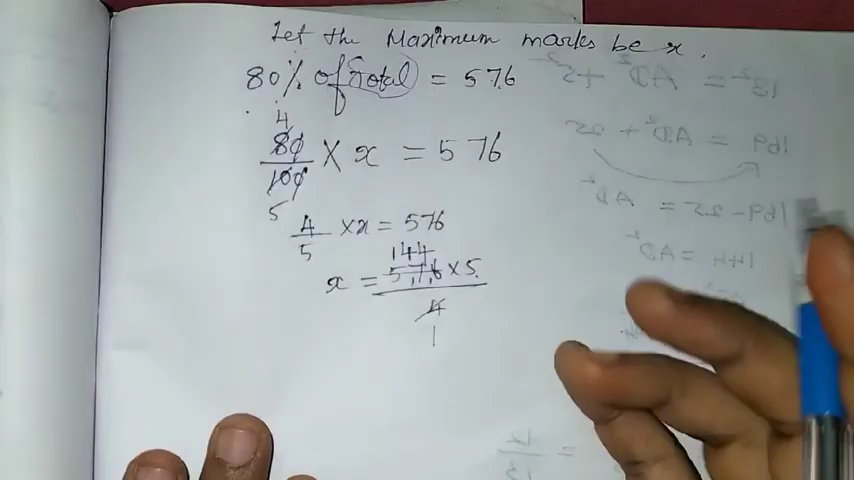 Let the Maximum marks be x.
80% of Total = 576
4
80/100 × x = 576
5
4/5 × x = 576
144
x = 576 × 5/4
1